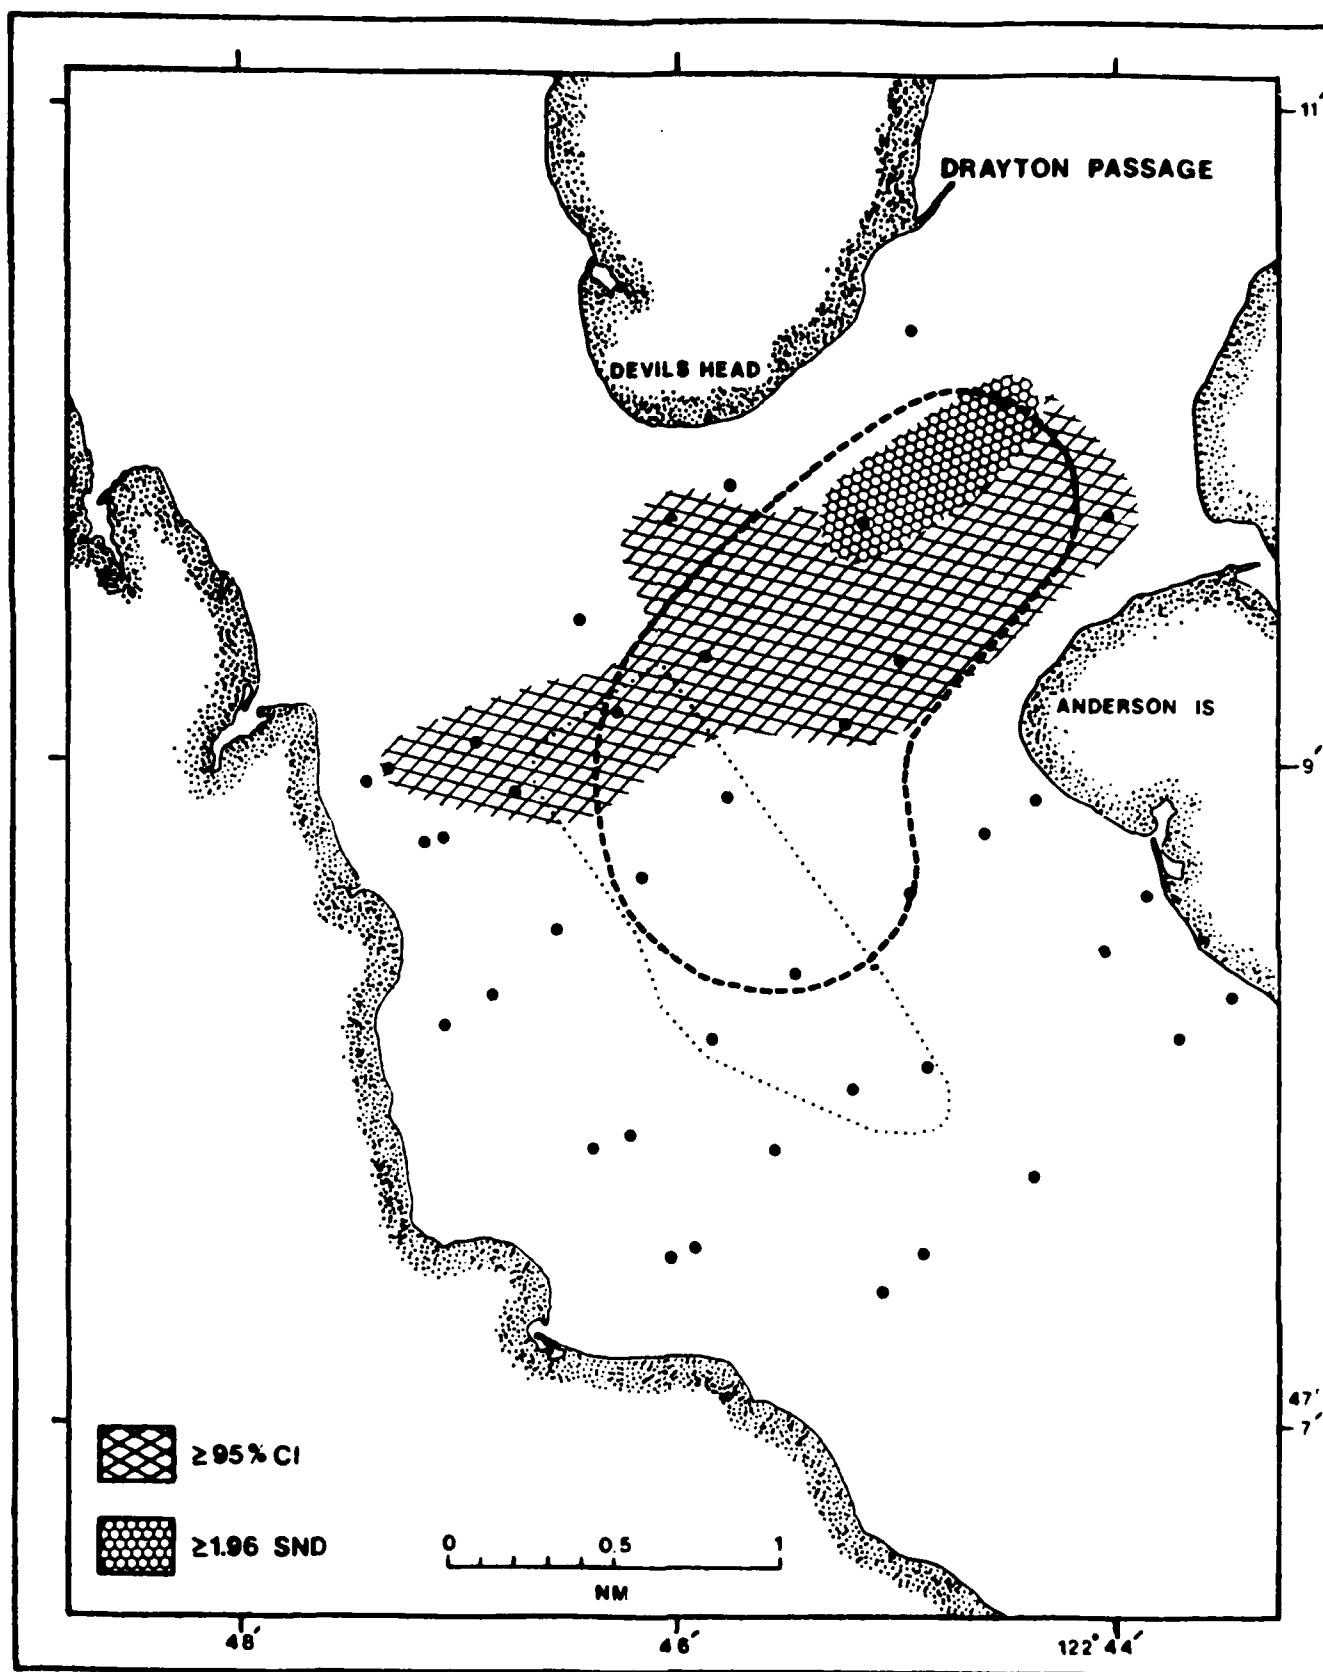 11′
DRAYTON PASSAGE
DEVILS HEAD
ANDERSON IS
9′
47′
7′
≥95% CI
≥1.96 SND
0 0.5 1
NM
48′ 46′ 122° 44′